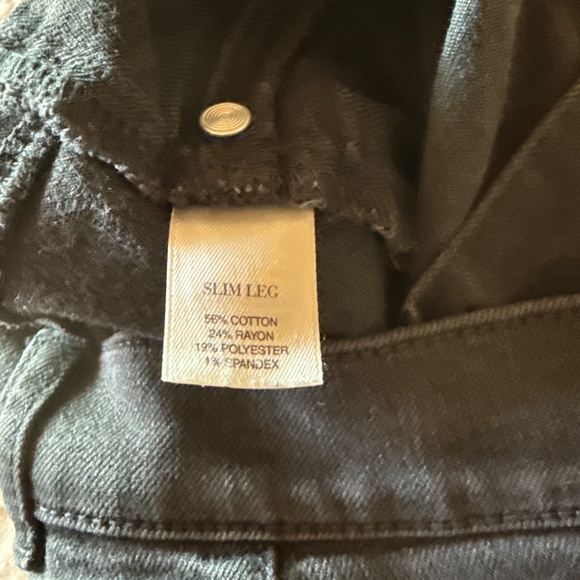 SLIM LEG
56% COTTON
24% RAYON
19% POLYESTER
1% SPANDEX